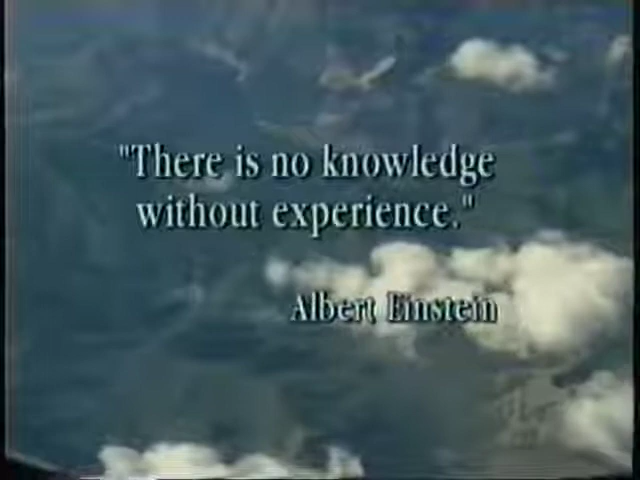 "There is no knowledge
without experience."
Albert Einstein